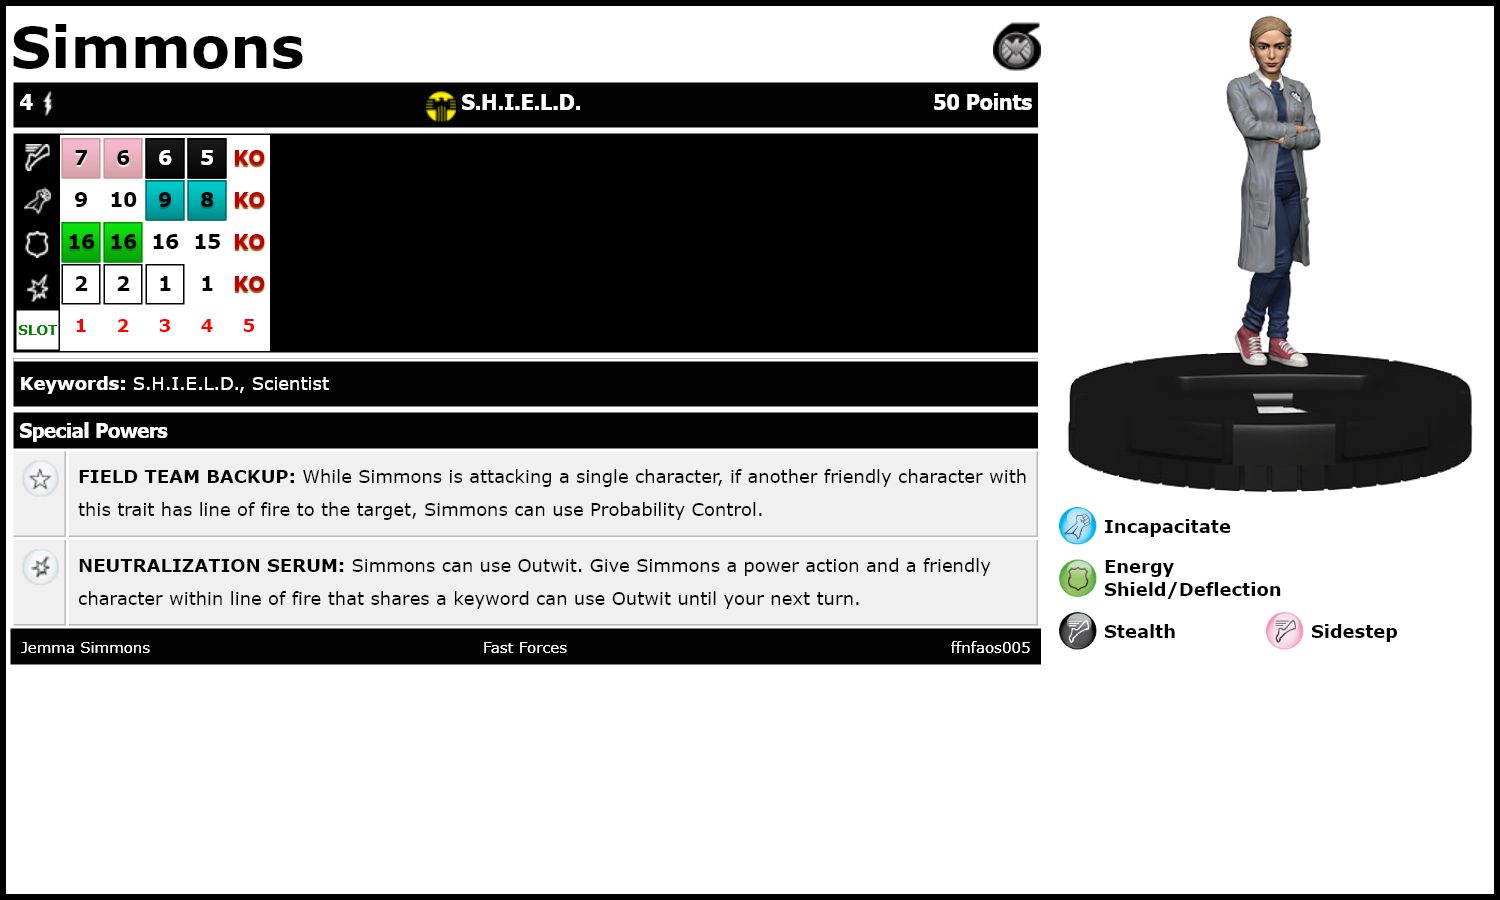 Simmons
4 S.H.I.E.L.D. 50 Points
7 6 6 5 KO
9 10 9 8 KO
16 16 16 15 KO
2 2 1 1 KO
SLOT 1 2 3 4 5
Keywords: S.H.I.E.L.D., Scientist
Special Powers
FIELD TEAM BACKUP: While Simmons is attacking a single character, if another friendly character with
this trait has line of fire to the target, Simmons can use Probability Control.
NEUTRALIZATION SERUM: Simmons can use Outwit. Give Simmons a power action and a friendly
character within line of fire that shares a keyword can use Outwit until your next turn.
Jemma Simmons Fast Forces ffnfaos005
Incapacitate
Energy
Shield/Deflection
Stealth Sidestep